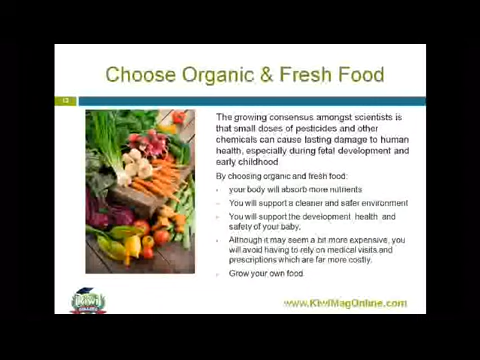 Choose Organic & Fresh Food
13
The growing consensus amongst scientists is
that small doses of pesticides and other
chemicals can cause lasting damage to human
health, especially during fetal development and
early childhood
By choosing organic and fresh food:
your body will absorb more nutrients
You will support a cleaner and safer environment
You will support the development health and
safety of your baby.
Although it may seem a bit more expensive, you
will avoid having to rely on medical visits and
prescriptions which are far more costly.
Grow your own food
Kiwi
www.KiwiMagOnline.com